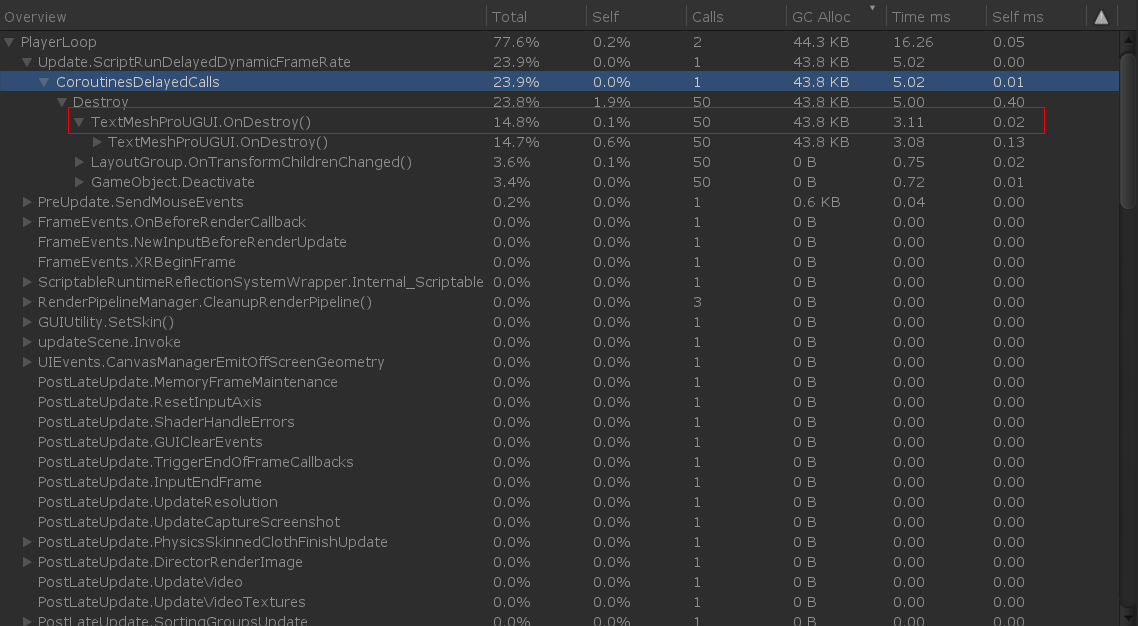 Overview Total Self Calls GC Alloc Time ms Self ms
PlayerLoop 77.6% 0.2% 2 44.3 KB 16.26 0.05
Update.ScriptRunDelayedDynamicFrameRate 23.9% 0.0% 1 43.8 KB 5.02 0.00
CoroutinesDelayedCalls 23.9% 0.0% 1 43.8 KB 5.02 0.01
Destroy 23.8% 1.9% 50 43.8 KB 5.00 0.40
TextMeshProUGUI.OnDestroy() 14.8% 0.1% 50 43.8 KB 3.11 0.02
TextMeshProUGUI.OnDestroy() 14.7% 0.6% 50 43.8 KB 3.08 0.13
LayoutGroup.OnTransformChildrenChanged() 3.6% 0.1% 50 0 B 0.75 0.02
GameObject.Deactivate 3.4% 0.0% 50 0 B 0.72 0.01
PreUpdate.SendMouseEvents 0.2% 0.0% 1 0.6 KB 0.04 0.00
FrameEvents.OnBeforeRenderCallback 0.0% 0.0% 1 0 B 0.00 0.00
FrameEvents.NewInputBeforeRenderUpdate 0.0% 0.0% 1 0 B 0.00 0.00
FrameEvents.XRBeginFrame 0.0% 0.0% 1 0 B 0.00 0.00
ScriptableRuntimeReflectionSystemWrapper.Internal_Scriptable 0.0% 0.0% 1 0 B 0.00 0.00
RenderPipelineManager.CleanupRenderPipeline() 0.0% 0.0% 3 0 B 0.00 0.00
GUIUtility.SetSkin() 0.0% 0.0% 1 0 B 0.00 0.00
updateScene.Invoke 0.0% 0.0% 1 0 B 0.00 0.00
UIEvents.CanvasManagerEmitOffScreenGeometry 0.0% 0.0% 1 0 B 0.00 0.00
PostLateUpdate.MemoryFrameMaintenance 0.0% 0.0% 1 0 B 0.00 0.00
PostLateUpdate.ResetInputAxis 0.0% 0.0% 1 0 B 0.00 0.00
PostLateUpdate.ShaderHandleErrors 0.0% 0.0% 1 0 B 0.00 0.00
PostLateUpdate.GUIClearEvents 0.0% 0.0% 1 0 B 0.00 0.00
PostLateUpdate.TriggerEndOfFrameCallbacks 0.0% 0.0% 1 0 B 0.00 0.00
PostLateUpdate.InputEndFrame 0.0% 0.0% 1 0 B 0.00 0.00
PostLateUpdate.UpdateResolution 0.0% 0.0% 1 0 B 0.00 0.00
PostLateUpdate.UpdateCaptureScreenshot 0.0% 0.0% 1 0 B 0.00 0.00
PostLateUpdate.PhysicsSkinnedClothFinishUpdate 0.0% 0.0% 1 0 B 0.00 0.00
PostLateUpdate.DirectorRenderImage 0.0% 0.0% 1 0 B 0.00 0.00
PostLateUpdate.UpdateVideo 0.0% 0.0% 1 0 B 0.00 0.00
PostLateUpdate.UpdateVideoTextures 0.0% 0.0% 1 0 B 0.00 0.00
PostLateUpdate.SortingGroupsUpdate 0.0% 0.0% 1 0 B 0.00 0.00